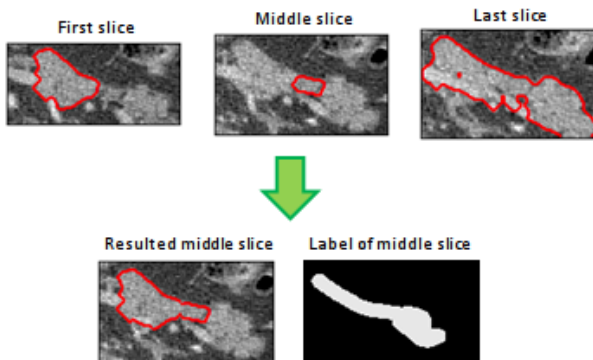 First slice
Middle slice
Last slice
Resulted middle slice
Label of middle slice